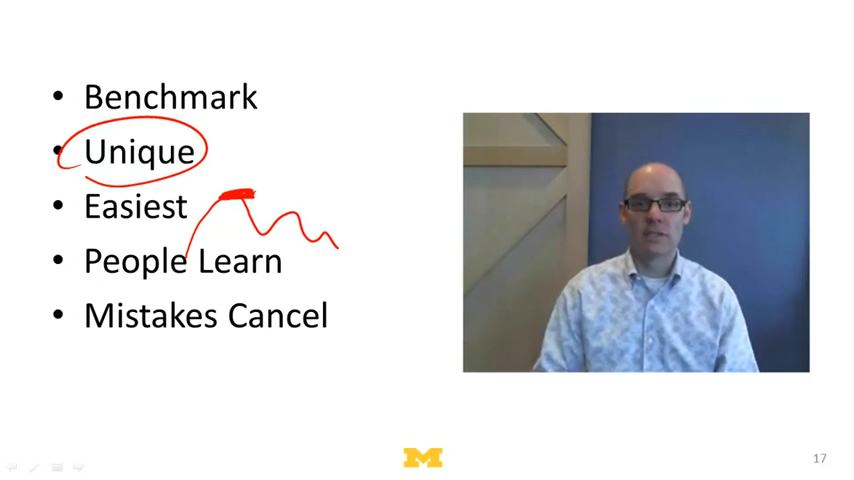 • Benchmark
• Unique
• Easiest
• People Learn
• Mistakes Cancel
M
17